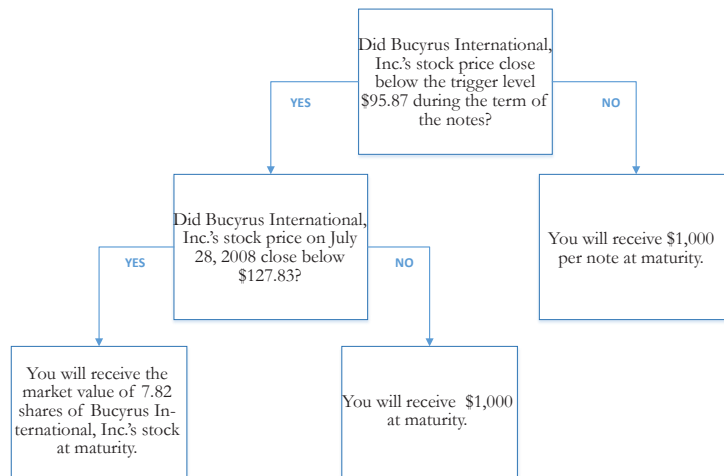 Did Bucyrus International,
Inc.'s stock price close
below the trigger level
$95.87 during the term of
the notes?
YES
NO
Did Bucyrus International,
Inc.'s stock price on July
28, 2008 close below
$127.83?
You will receive $1,000
per note at maturity.
YES
NO
You will receive the
market value of 7.82
shares of Bucyrus In-
ternational, Inc.'s stock
at maturity.
You will receive $1,000
at maturity.